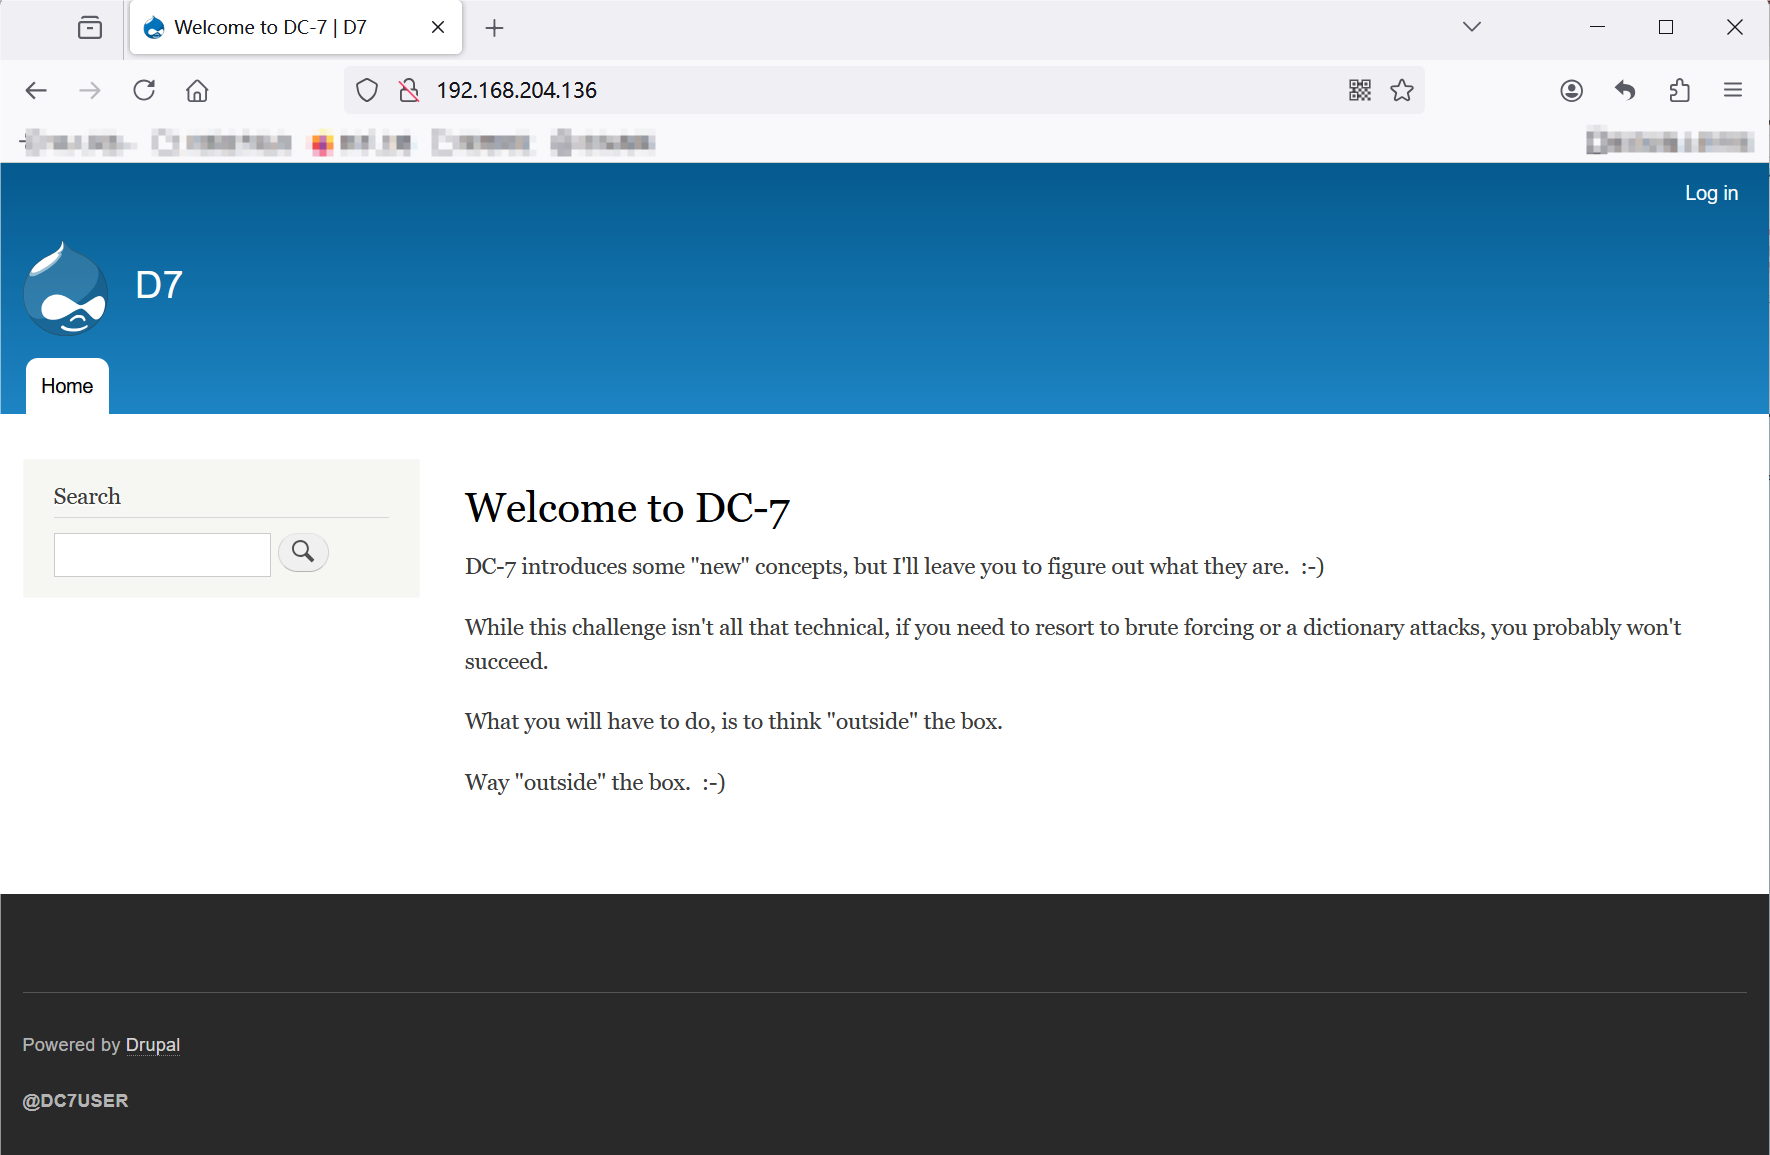 Welcome to DC-7 | D7
192.168.204.136
Log in
D7
Home
Search
Welcome to DC-7
DC-7 introduces some "new" concepts, but I'll leave you to figure out what they are.  :-)
While this challenge isn't all that technical, if you need to resort to brute forcing or a dictionary attacks, you probably won't
succeed.
What you will have to do, is to think "outside" the box.
Way "outside" the box.  :-)
Powered by Drupal
@DC7USER